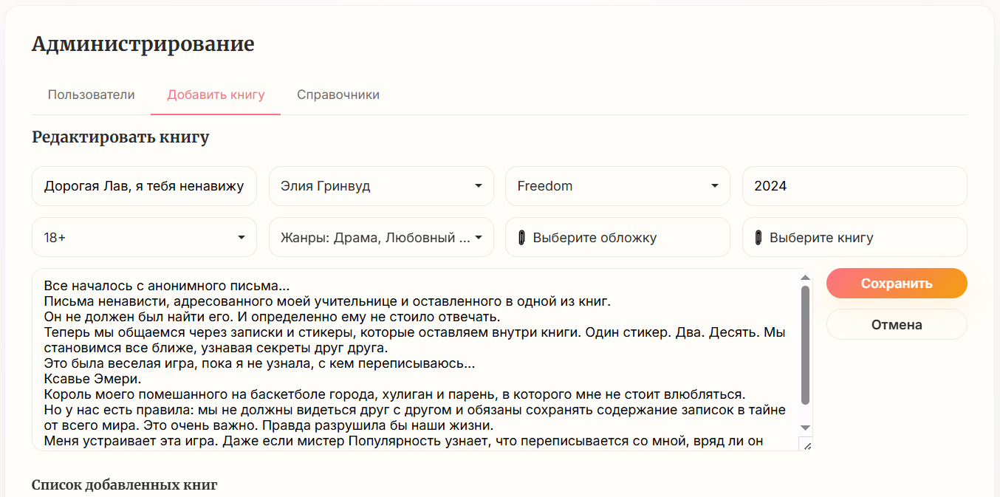 Администрирование
Пользователи Добавить книгу Справочники
Редактировать книгу
Дорогая Лав, я тебя ненавижу Элия Гринвуд Freedom 2024
18+ Жанры: Драма, Любовный ... Выберите обложку Выберите книгу
Все началось с анонимного письма...
Письма ненависти, адресованного моей учительнице и оставленного в одной из книг.
Он не должен был найти его. И определенно ему не стоило отвечать.
Теперь мы общаемся через записки и стикеры, которые оставляем внутри книги. Один стикер. Два. Десять. Мы
становимся все ближе, узнавая секреты друг друга.
Это была веселая игра, пока я не узнала, с кем переписываюсь...
Ксавье Эмери.
Король моего помешанного на баскетболе города, хулиган и парень, в которого мне не стоит влюбляться.
Но у нас есть правила: мы не должны видеться друг с другом и обязаны сохранять содержание записок в тайне
от всего мира. Это очень важно. Правда разрушила бы наши жизни.
Меня устраивает эта игра. Даже если мистер Популярность узнает, что переписывается со мной, вряд ли он
Сохранить
Отмена
Список добавленных книг